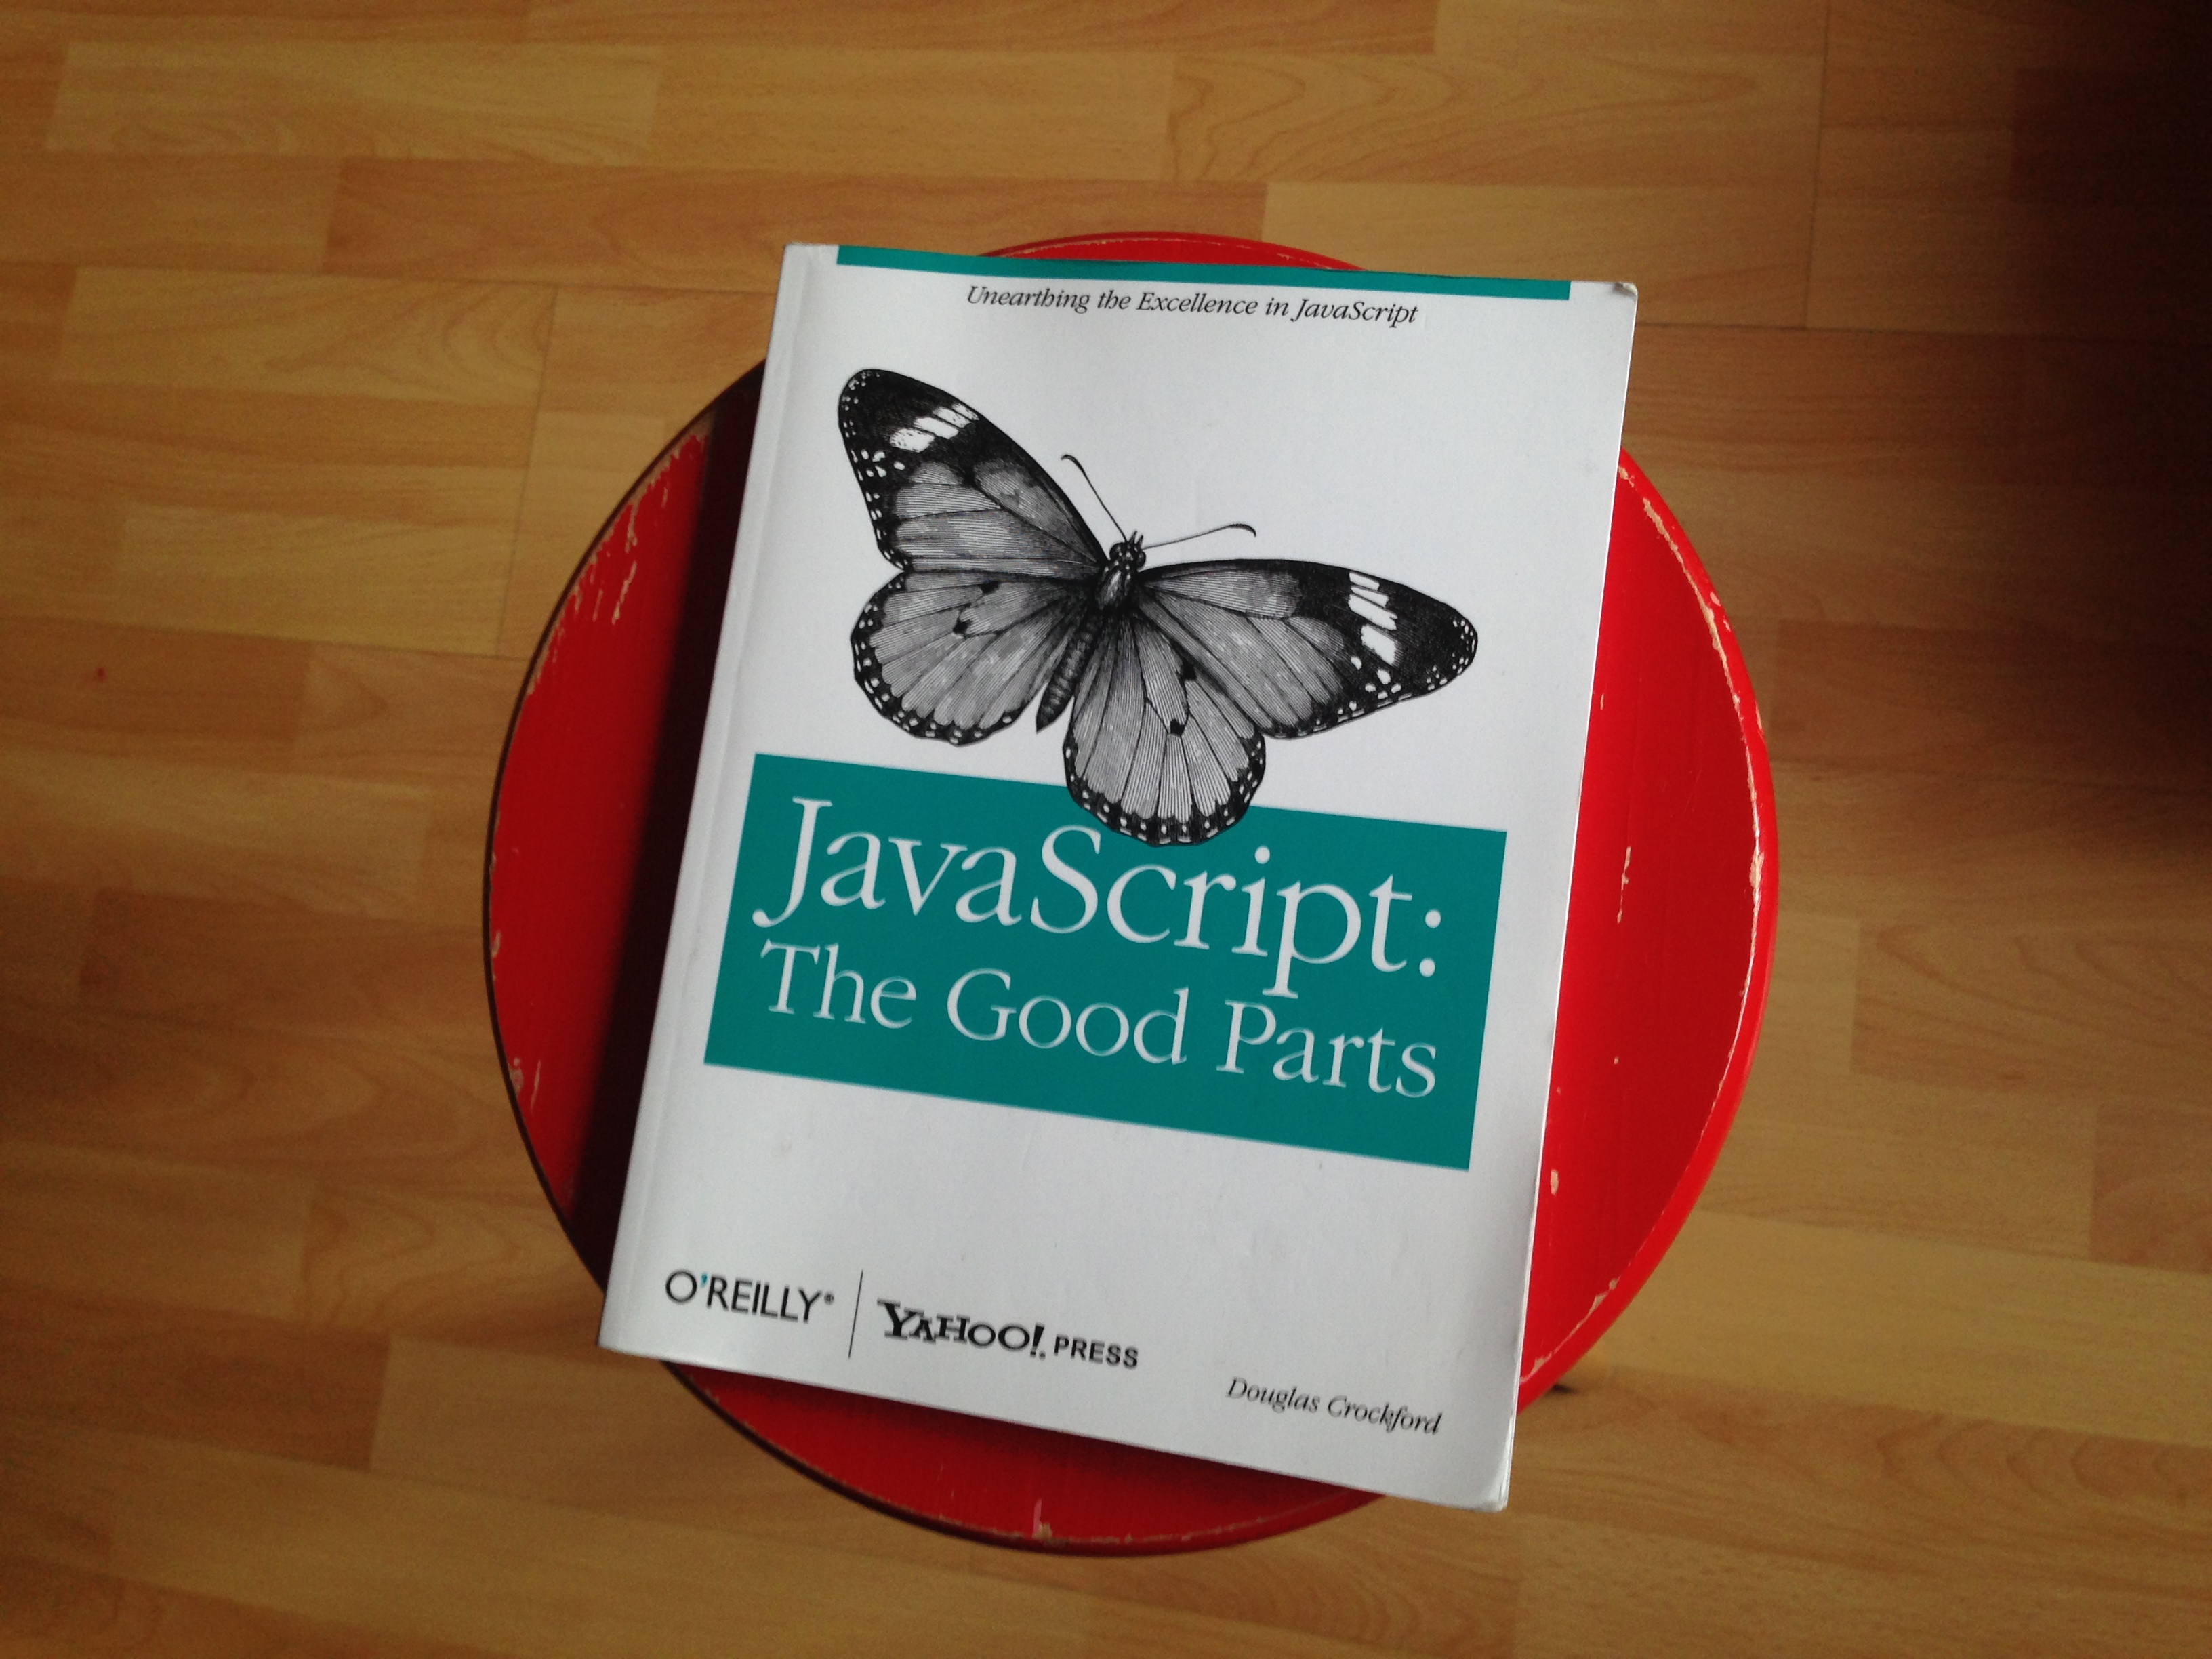 Unearthing the Excellence in JavaScript
JavaScript:
The Good Parts
O'REILLY® YAHOO! PRESS
Douglas Crockford